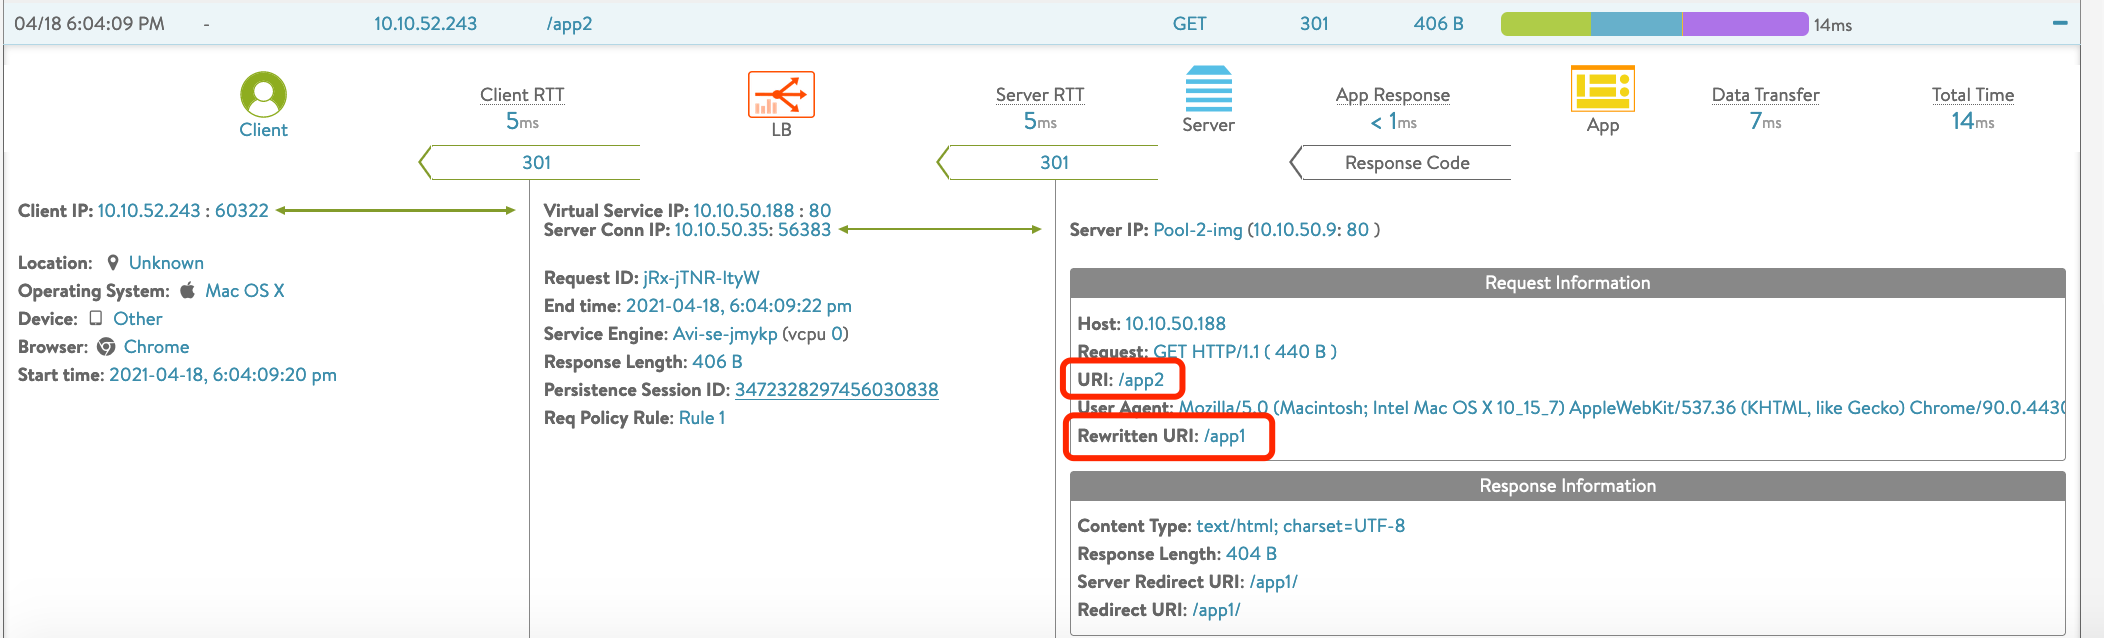 04/18 6:04:09 PM - 10.10.52.243 /app2 GET 301 406 B 14ms
Client RTT Server RTT App Response Data Transfer Total Time
5ms 5ms < 1ms 7ms 14ms
Client LB Server App
301 301 Response Code
Client IP: 10.10.52.243 : 60322
Location: Unknown
Operating System: Mac OS X
Device: Other
Browser: Chrome
Start time: 2021-04-18, 6:04:09:20 pm
Virtual Service IP: 10.10.50.188 : 80
Server Conn IP: 10.10.50.35: 56383
Request ID: jRx-jTNR-ltyW
End time: 2021-04-18, 6:04:09:22 pm
Service Engine: Avi-se-jmykp (vcpu 0)
Response Length: 406 B
Persistence Session ID: 3472328297456030838
Req Policy Rule: Rule 1
Server IP: Pool-2-img (10.10.50.9: 80 )
Request Information
Host: 10.10.50.188
Request: GET HTTP/1.1 ( 440 B )
URI: /app2
User Agent: Mozilla/5.0 (Macintosh; Intel Mac OS X 10_15_7) AppleWebKit/537.36 (KHTML, like Gecko) Chrome/90.0.4430
Rewritten URI: /app1
Response Information
Content Type: text/html; charset=UTF-8
Response Length: 404 B
Server Redirect URI: /app1/
Redirect URI: /app1/